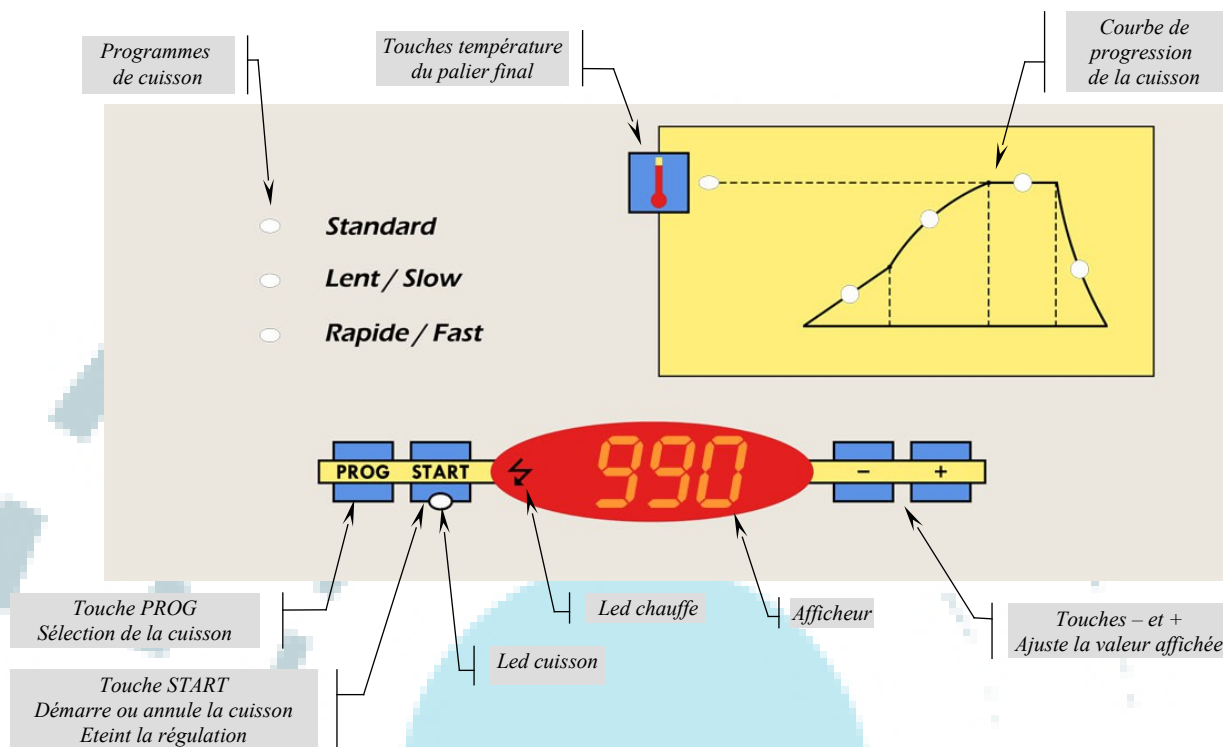 Programmes
de cuisson
Touches température
du palier final
Courbe de
progression
de la cuisson
Standard
Lent / Slow
Rapide / Fast
PROG
START
990
–
+
Touche PROG
Sélection de la cuisson
Led chauffe
Afficheur
Touches – et +
Ajuste la valeur affichée
Led cuisson
Touche START
Démarre ou annule la cuisson
Eteint la régulation